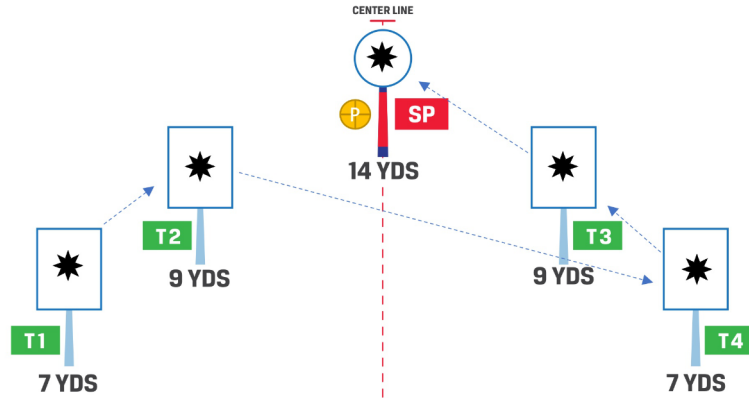 CENTER LINE
P
SP
14 YDS
T2
9 YDS
T3
9 YDS
T1
7 YDS
T4
7 YDS